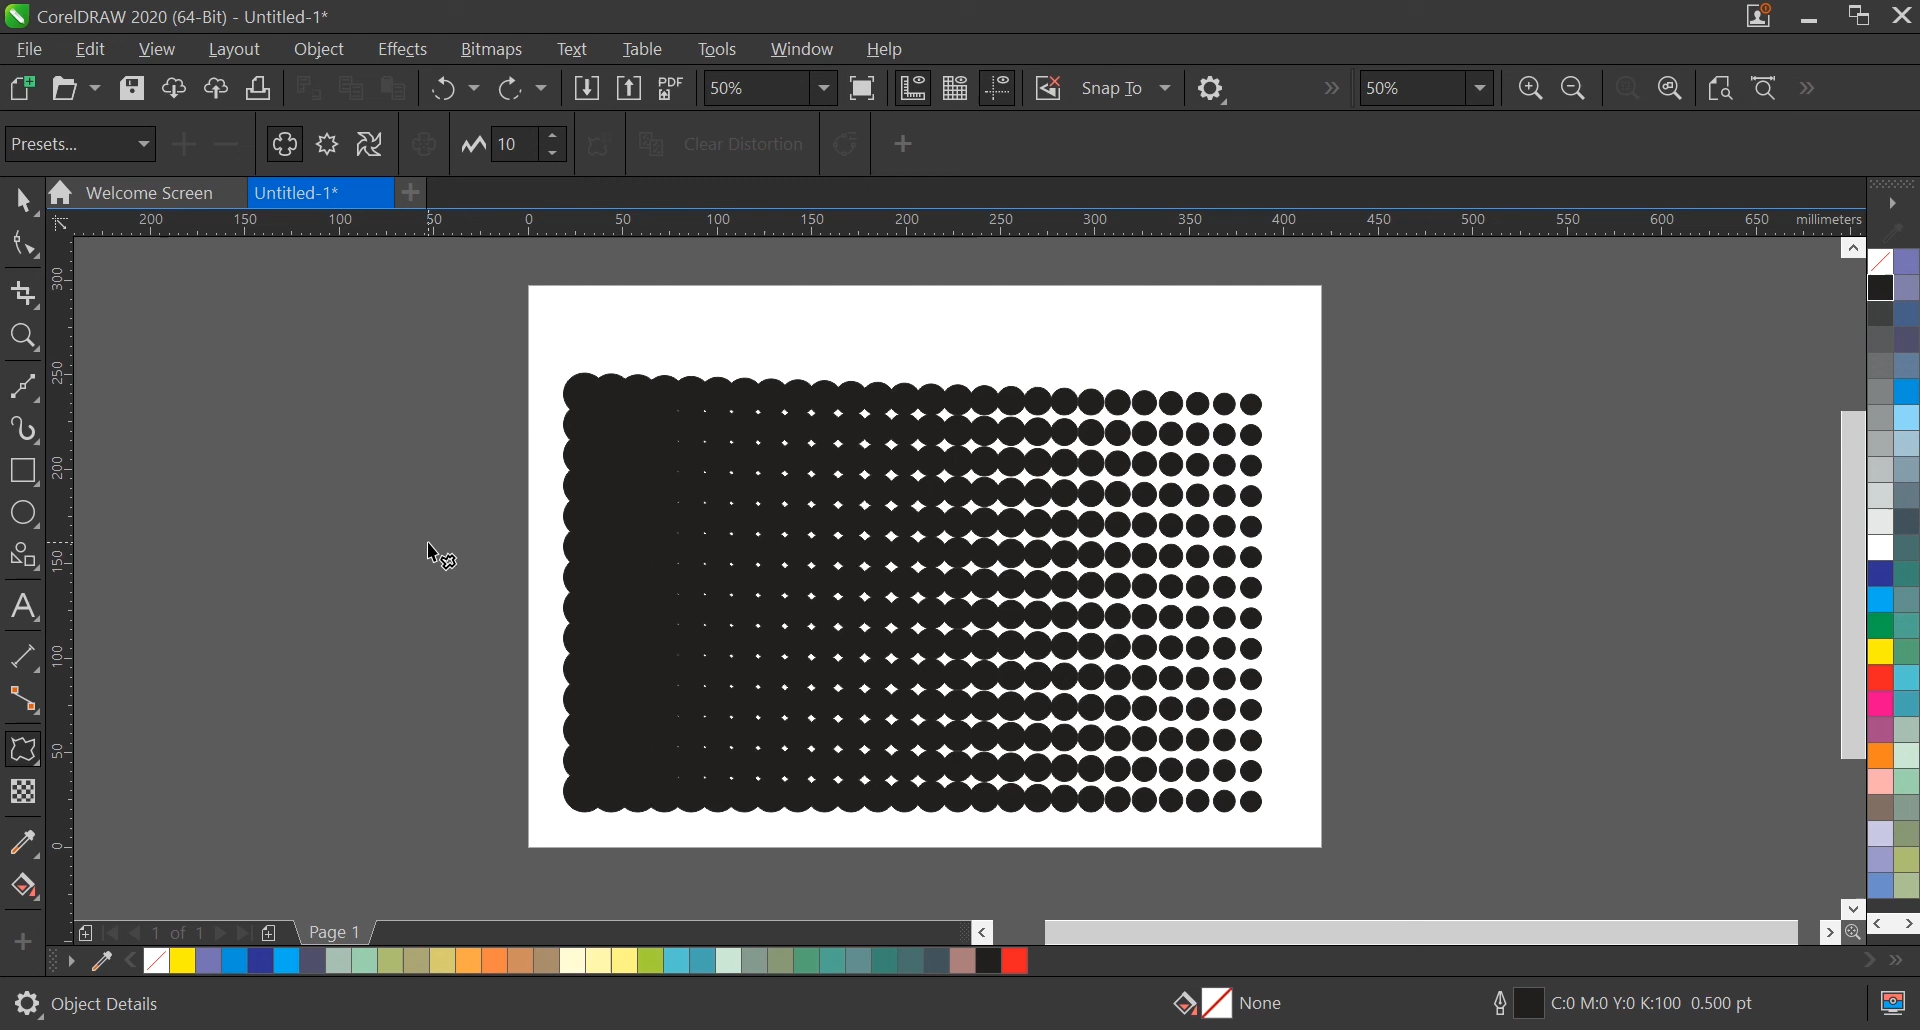 CorelDRAW 2020 (64-Bit) - Untitled-1*
File Edit View Layout Object Effects Bitmaps Text Table Tools Window Help
PDF 50% Snap To 50%
Presets... 10 Clear Distortion
Welcome Screen Untitled-1*
200 150 100 50 0 50 100 150 200 250 300 350 400 450 500 550 600 650 millimeters
300
250
200
150
100
50
0
1 of 1 Page 1
Object Details None C:0 M:0 Y:0 K:100 0.500 pt